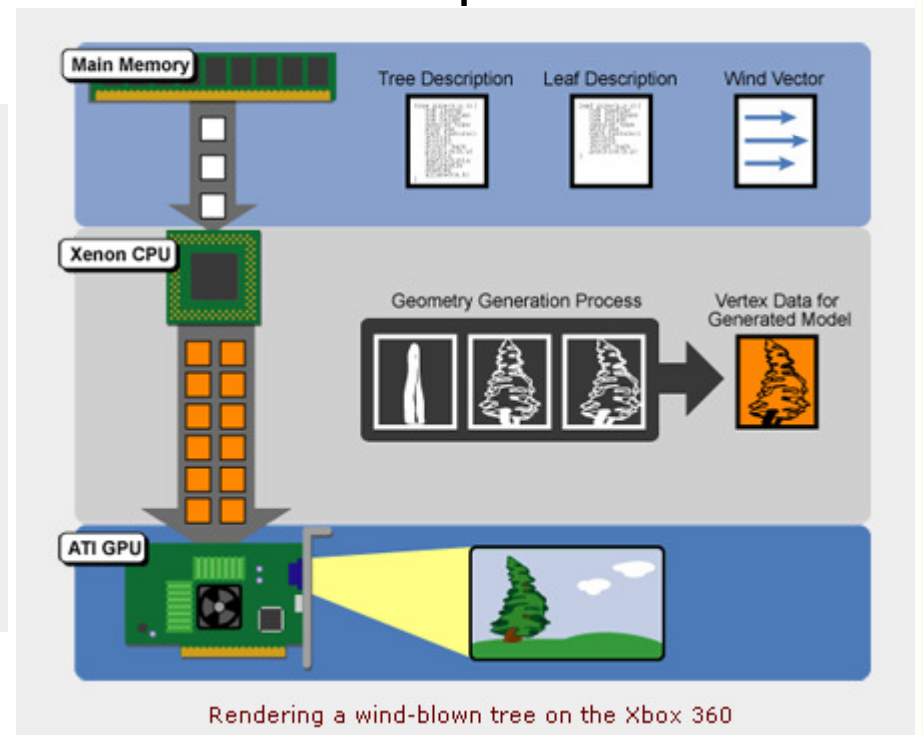 Main Memory
Tree Description
Leaf Description
Wind Vector
Xenon CPU
Geometry Generation Process
Vertex Data for
Generated Model
ATI GPU
Rendering a wind-blown tree on the Xbox 360